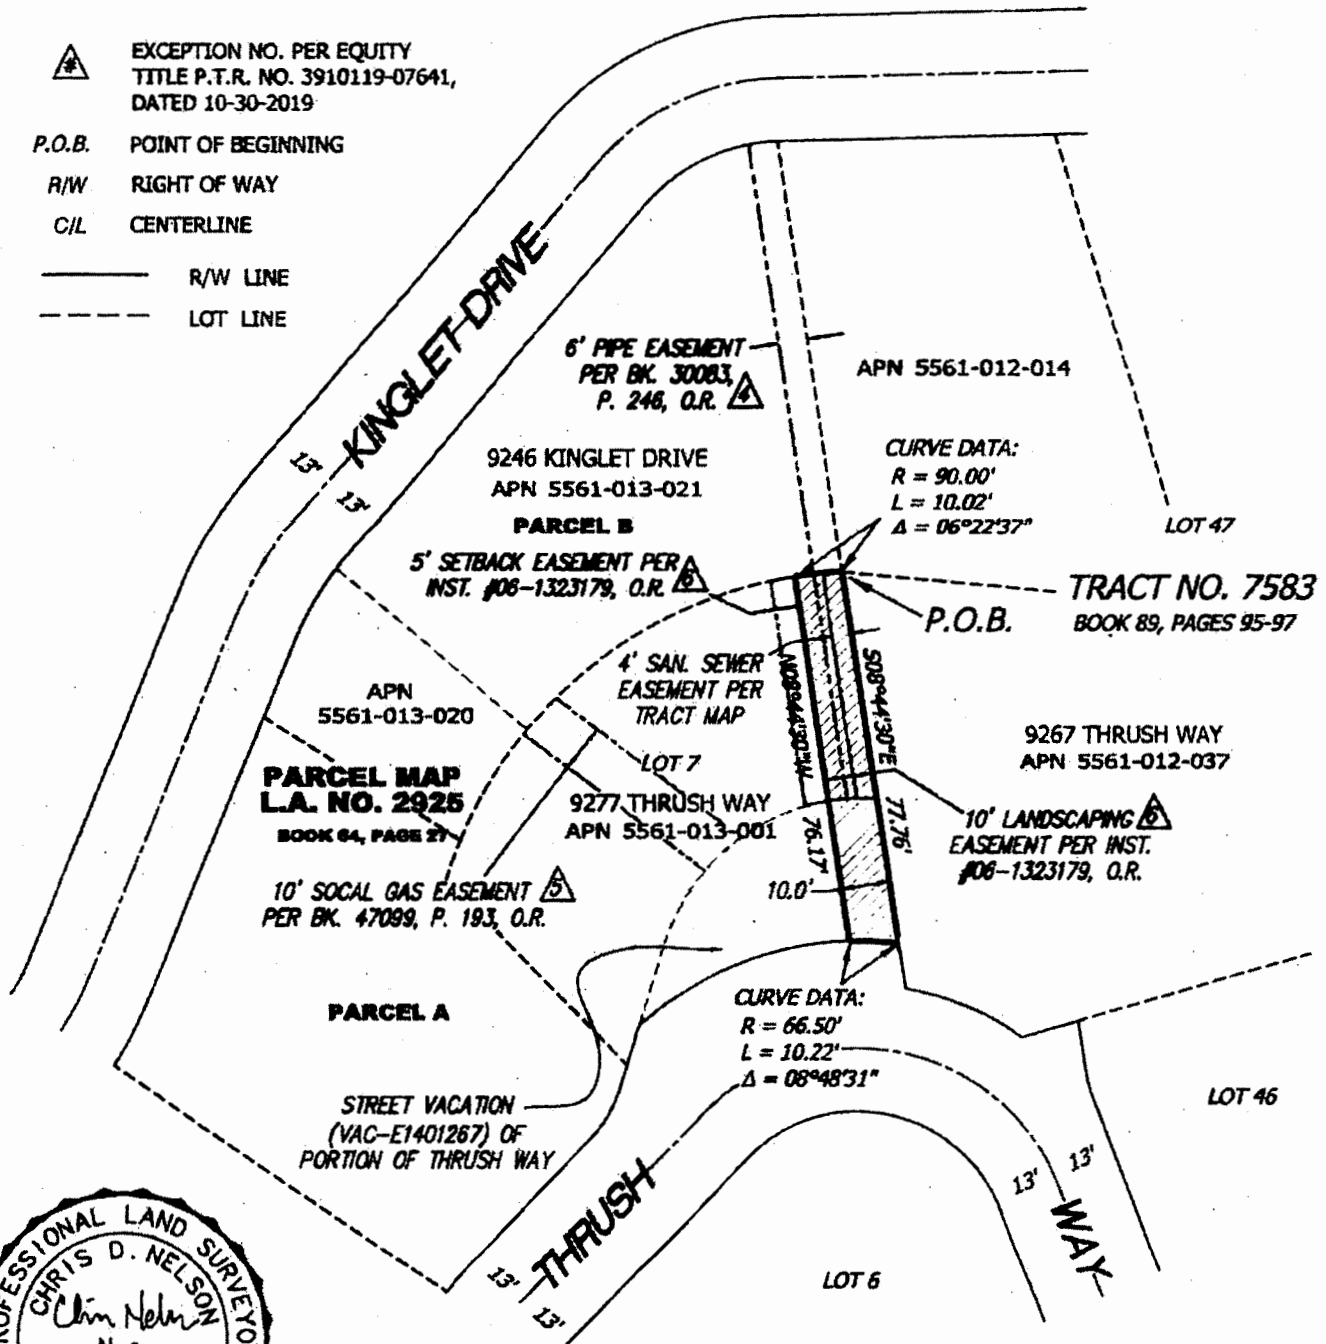 # EXCEPTION NO. PER EQUITY
TITLE P.T.R. NO. 3910119-07641,
DATED 10-30-2019
P.O.B. POINT OF BEGINNING
R/W RIGHT OF WAY
C/L CENTERLINE
R/W LINE
LOT LINE
KINGLET DRIVE
13'
13'
6' PIPE EASEMENT
PER BK. 30083,
P. 246, O.R. 4
APN 5561-012-014
9246 KINGLET DRIVE
APN 5561-013-021
PARCEL B
CURVE DATA:
R = 90.00'
L = 10.02'
Δ = 06°22'37"
LOT 47
5' SETBACK EASEMENT PER
INST. #06-1323179, O.R. 6
TRACT NO. 7583
BOOK 89, PAGES 95-97
P.O.B.
4' SAN. SEWER
EASEMENT PER
TRACT MAP
N08°44'30"W
76.17'
S08°44'30"E
77.76'
APN
5561-013-020
LOT 7
9267 THRUSH WAY
APN 5561-012-037
PARCEL MAP
L.A. NO. 2925
BOOK 64, PAGE 27
9277 THRUSH WAY
APN 5561-013-001
10' LANDSCAPING 6
EASEMENT PER INST.
#06-1323179, O.R.
10' SOCAL GAS EASEMENT 5
PER BK. 47099, P. 193, O.R.
10.0'
PARCEL A
CURVE DATA:
R = 66.50'
L = 10.22'
Δ = 08°48'31"
STREET VACATION
(VAC-E1401267) OF
PORTION OF THRUSH WAY
LOT 46
THRUSH
13'
13'
WAY
13'
13'
LOT 6
PROFESSIONAL LAND SURVEYO
CHRIS D. NELSON